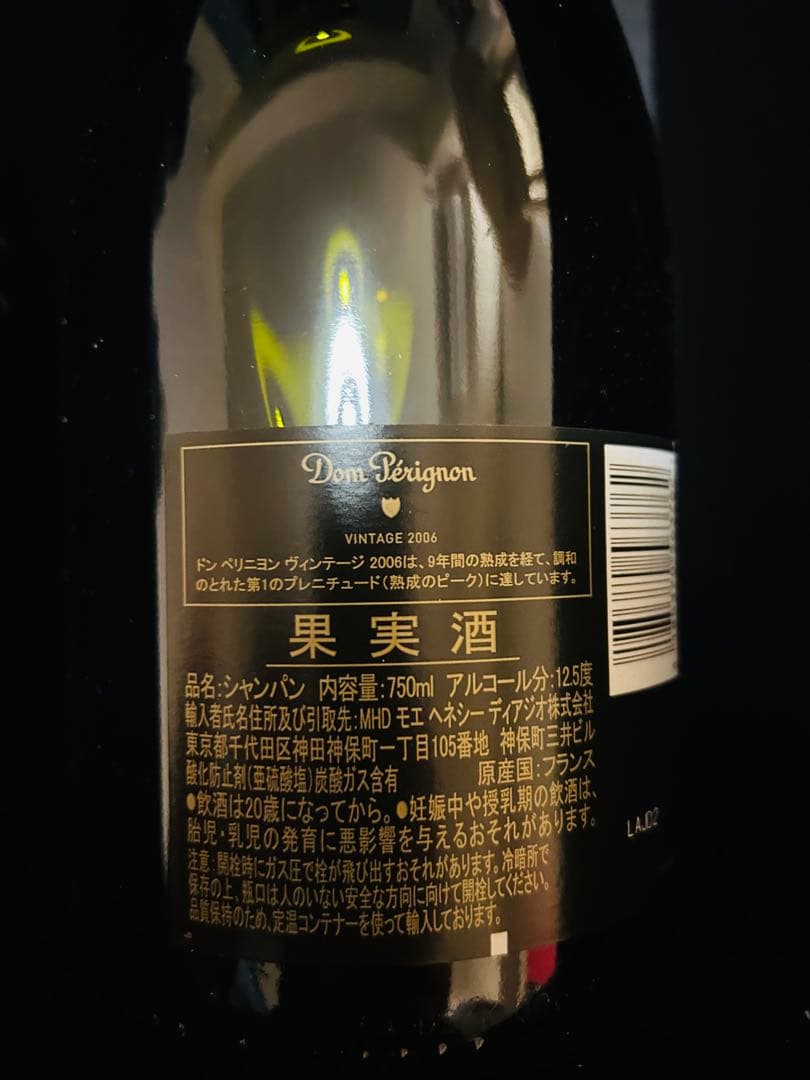 Dom Pérignon
VINTAGE 2006
ドン ペリニヨン ヴィンテージ 2006は、9年間の熟成を経て、調和
のとれた第1のプレニチュード（熟成のピーク）に達しています。
果実酒
品名:シャンパン 内容量:750ml アルコール分:12.5度
輸入者氏名住所及び引取先:MHD モエ ヘネシー ディアジオ株式会社
東京都千代田区神田神保町一丁目105番地 神保町三井ビル
酸化防止剤(亜硫酸塩)炭酸ガス含有 原産国:フランス
●飲酒は20歳になってから。●妊娠中や授乳期の飲酒は、
胎児・乳児の発育に悪影響を与えるおそれがあります。
注意:開栓時にガス圧で栓が飛び出すおそれがあります。冷暗所で
保存の上、瓶口は人のいない安全な方向に向けて開栓してください。
品質保持のため、定温コンテナーを使って輸入しております。
LAJ02